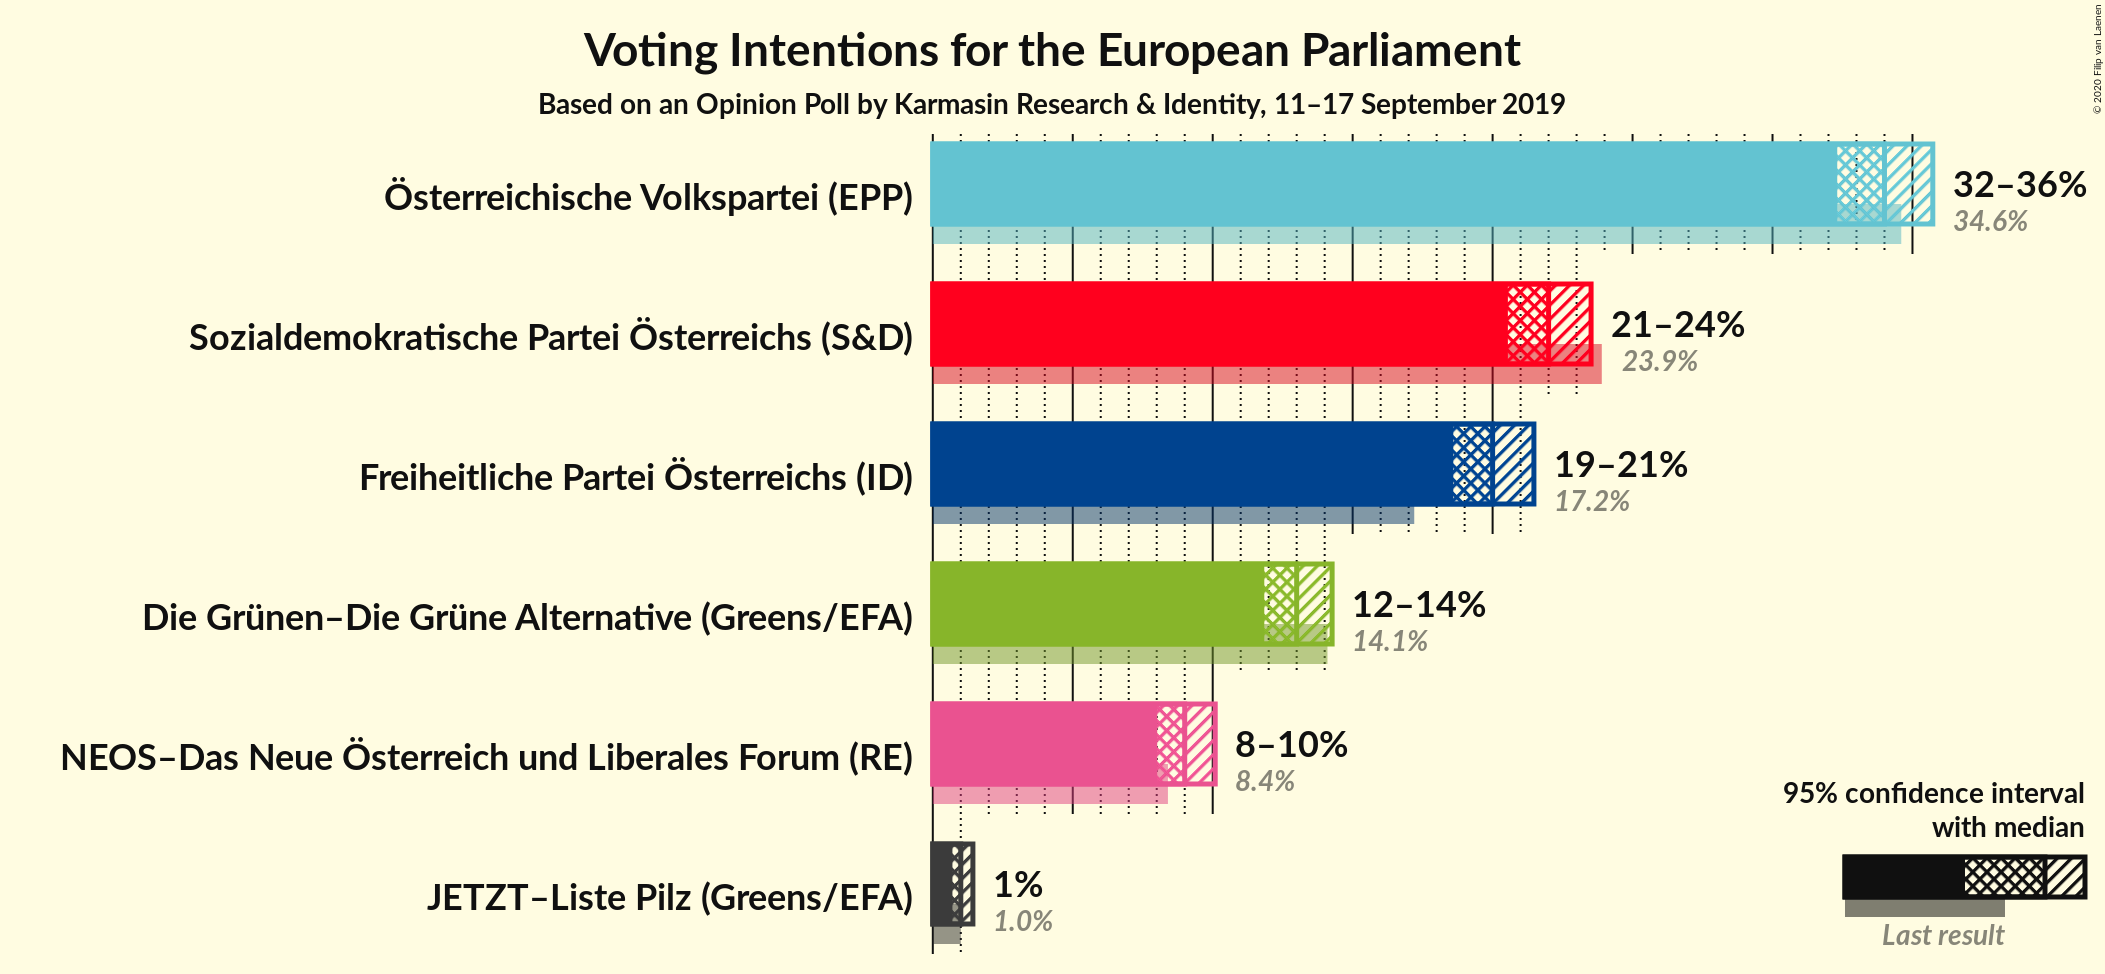 Voting Intentions for the European Parliament
Based on an Opinion Poll by Karmasin Research & Identity, 11–17 September 2019
© 2020 Filip van Laenen
Österreichische Volkspartei (EPP)
32–36%
34.6%
Sozialdemokratische Partei Österreichs (S&D)
21–24%
23.9%
Freiheitliche Partei Österreichs (ID)
19–21%
17.2%
Die Grünen–Die Grüne Alternative (Greens/EFA)
12–14%
14.1%
NEOS–Das Neue Österreich und Liberales Forum (RE)
8–10%
8.4%
JETZT–Liste Pilz (Greens/EFA)
1%
1.0%
95% confidence interval
with median
Last result